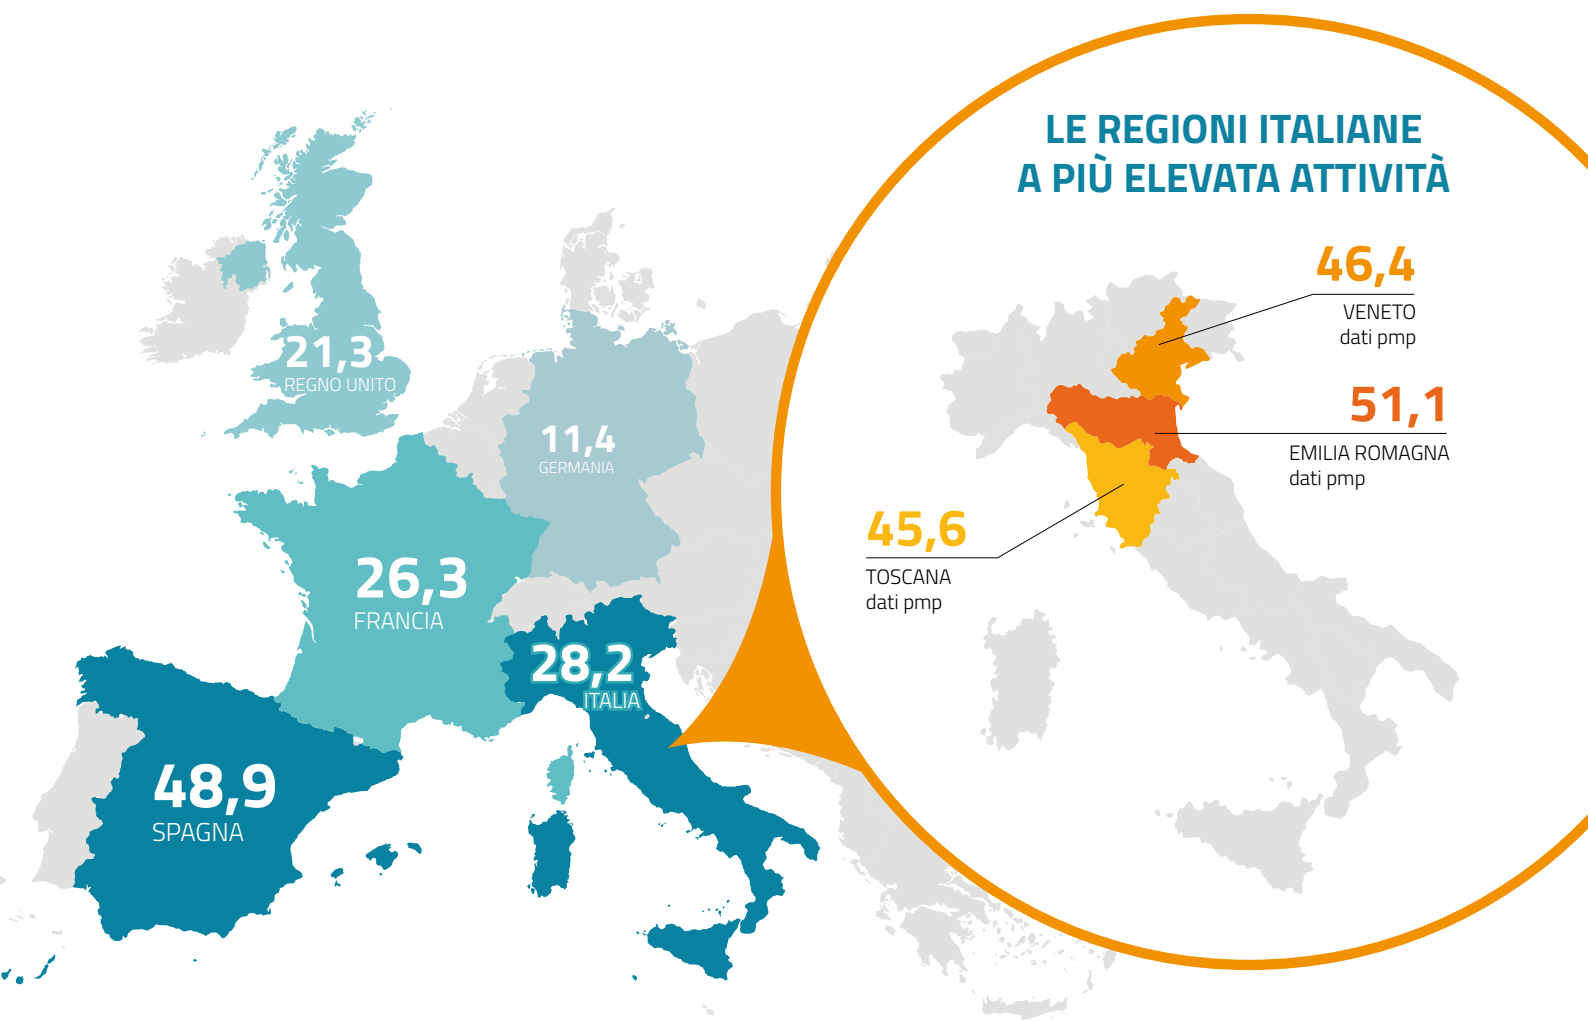 21,3
REGNO UNITO
11,4
GERMANIA
26,3
FRANCIA
28,2
ITALIA
48,9
SPAGNA
LE REGIONI ITALIANE
A PIÙ ELEVATA ATTIVITÀ
46,4
VENETO
dati pmp
51,1
EMILIA ROMAGNA
dati pmp
45,6
TOSCANA
dati pmp